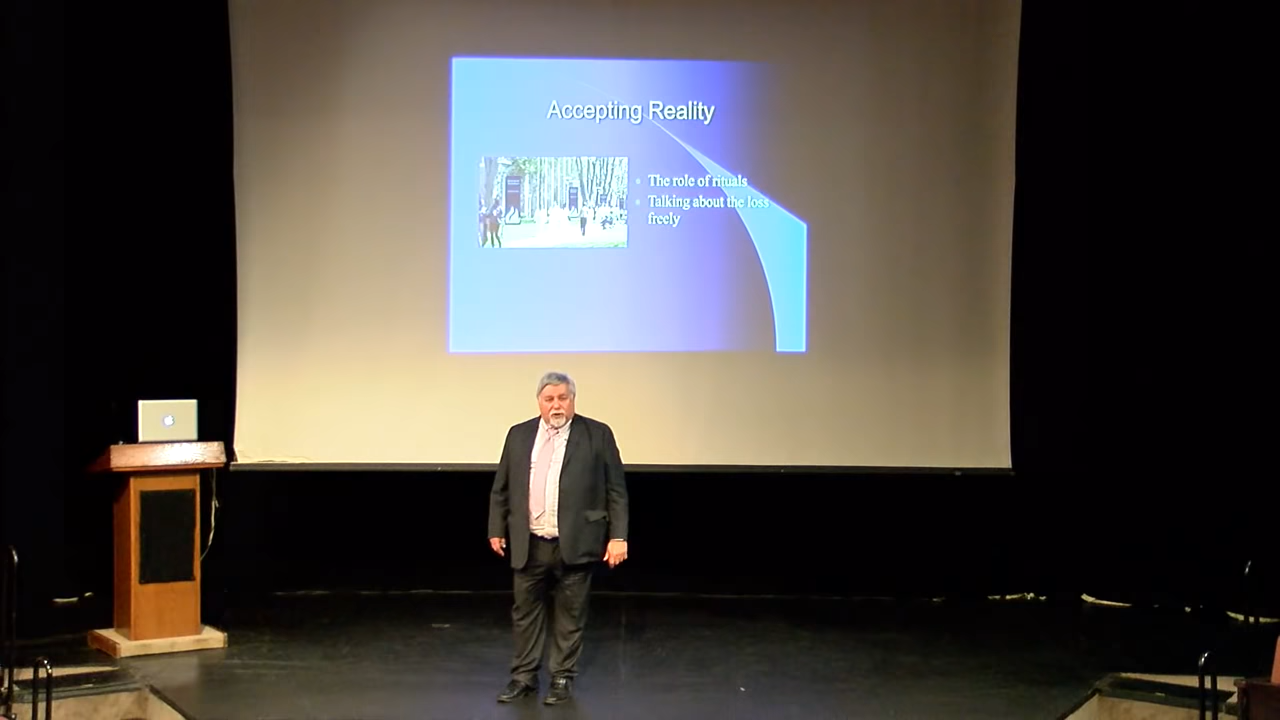 Accepting Reality
The role of rituals
Talking about the loss
freely